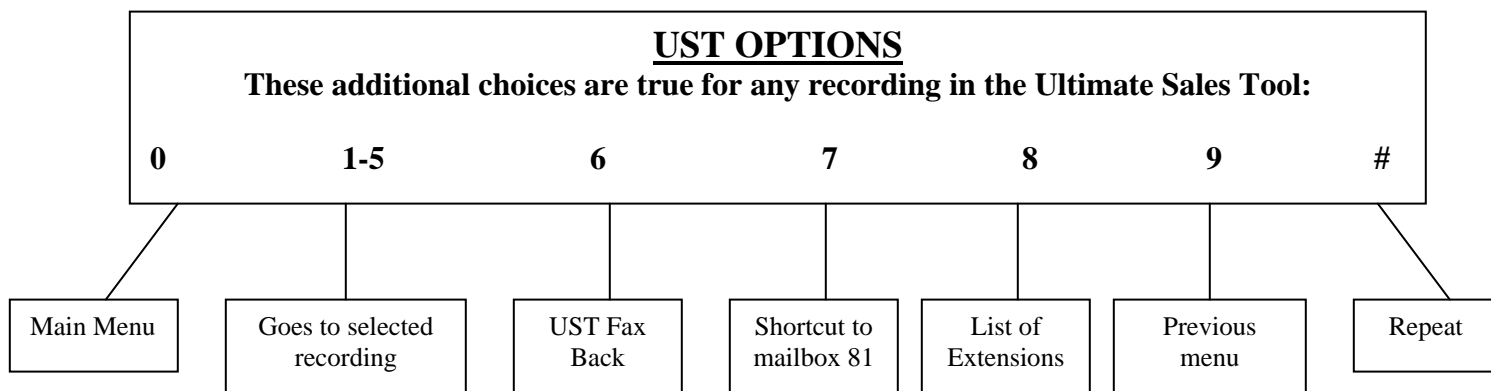 UST OPTIONS
These additional choices are true for any recording in the Ultimate Sales Tool:
0 1-5 6 7 8 9 #
Main Menu
Goes to selected
recording
UST Fax
Back
Shortcut to
mailbox 81
List of
Extensions
Previous
menu
Repeat